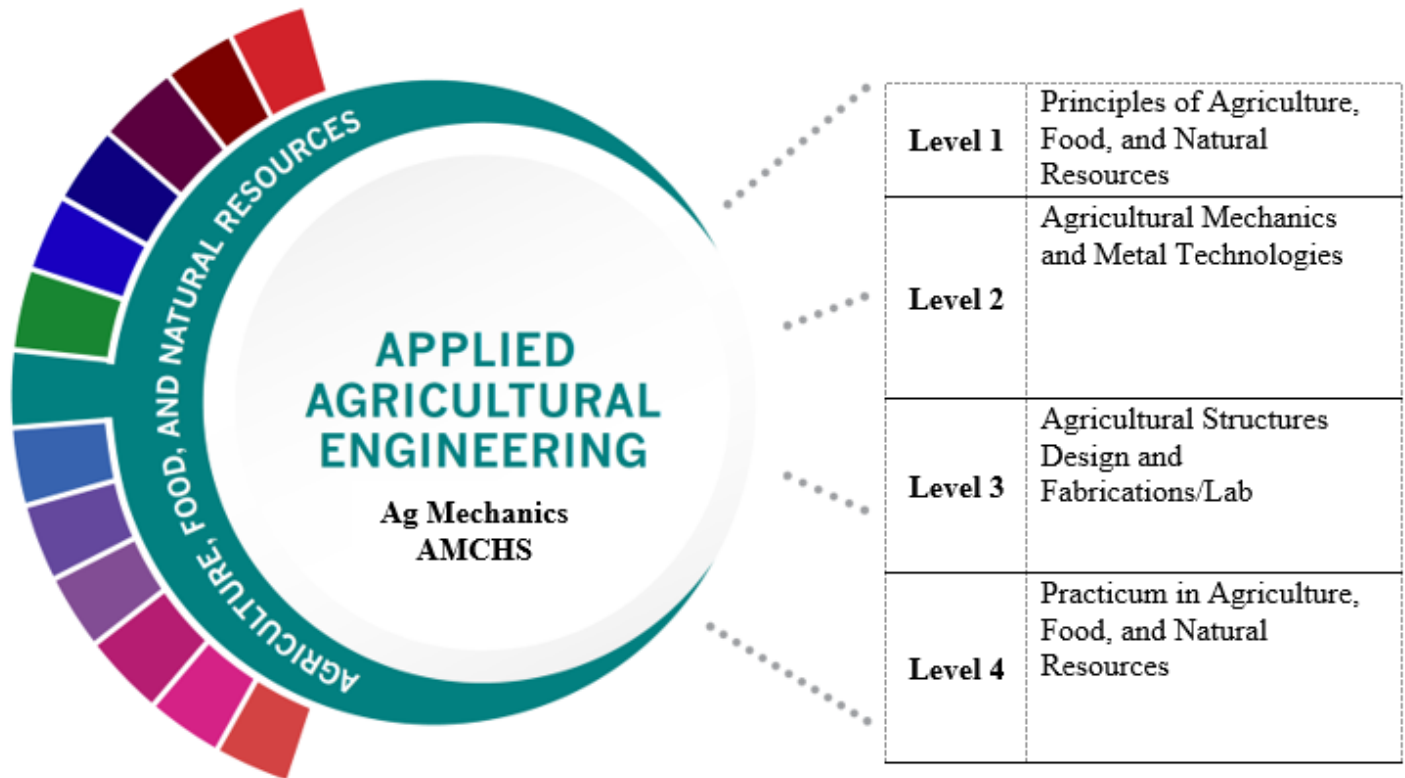 AGRICULTURE, FOOD, AND NATURAL RESOURCES
APPLIED
AGRICULTURAL
ENGINEERING
Ag Mechanics
AMCHS
Level 1
Principles of Agriculture,
Food, and Natural
Resources
Level 2
Agricultural Mechanics
and Metal Technologies
Level 3
Agricultural Structures
Design and
Fabrications/Lab
Level 4
Practicum in Agriculture,
Food, and Natural
Resources